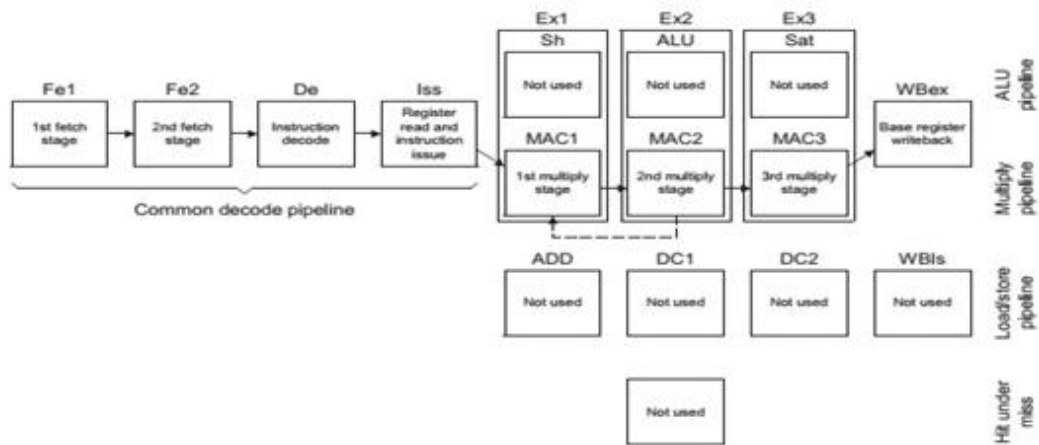 Ex1
Ex2
Ex3
Sh
ALU
Sat
Not used
Not used
Not used
ALU
pipeline
Fe1
Fe2
De
Iss
WBex
1st fetch
stage
2nd fetch
stage
Instruction
decode
Register
read and
instruction
issue
MAC1
MAC2
MAC3
Base register
writeback
1st multiply
stage
2nd multiply
stage
3rd multiply
stage
Multiply
pipeline
Common decode pipeline
ADD
DC1
DC2
WBIs
Not used
Not used
Not used
Not used
Load/store
pipeline
Not used
Hit under
miss